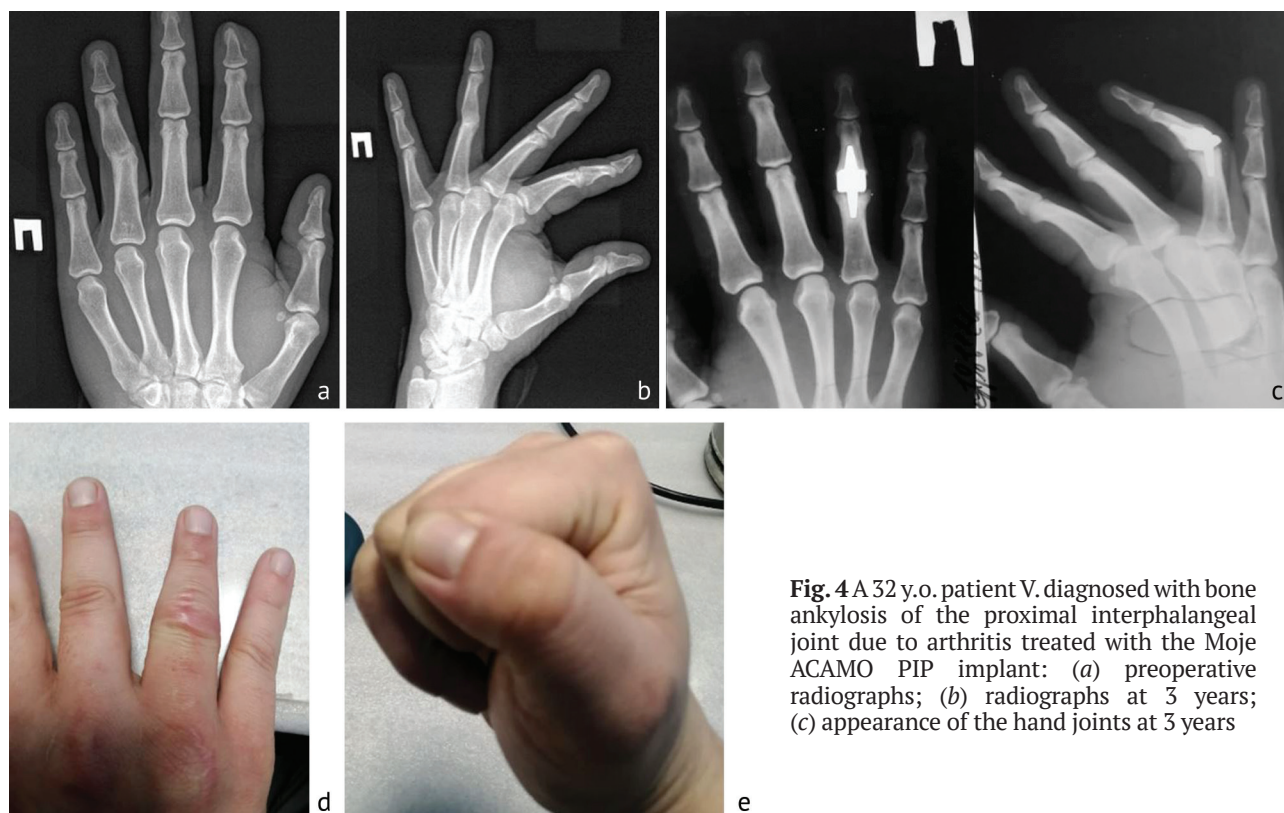 П
a
П
b
П
c
d
e
Fig. 4 A 32 y.o. patient V. diagnosed with bone
ankylosis of the proximal interphalangeal
joint due to arthritis treated with the Moje
ACAMO PIP implant: (a) preoperative
radiographs; (b) radiographs at 3 years;
(c) appearance of the hand joints at 3 years